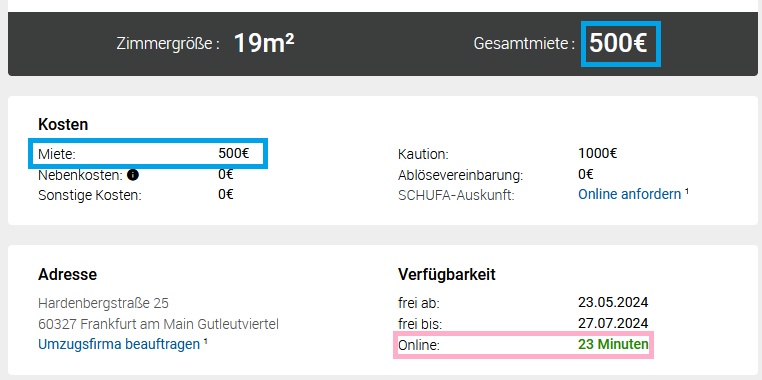 Zimmergröße : 19m² Gesamtmiete : 500€
Kosten
Miete: 500€ Kaution: 1000€
Nebenkosten: 0€ Ablösevereinbarung: 0€
Sonstige Kosten: 0€ SCHUFA-Auskunft: Online anfordern ¹
Adresse
Hardenbergstraße 25
60327 Frankfurt am Main Gutleutviertel
Umzugsfirma beauftragen ¹
Verfügbarkeit
frei ab: 23.05.2024
frei bis: 27.07.2024
Online: 23 Minuten